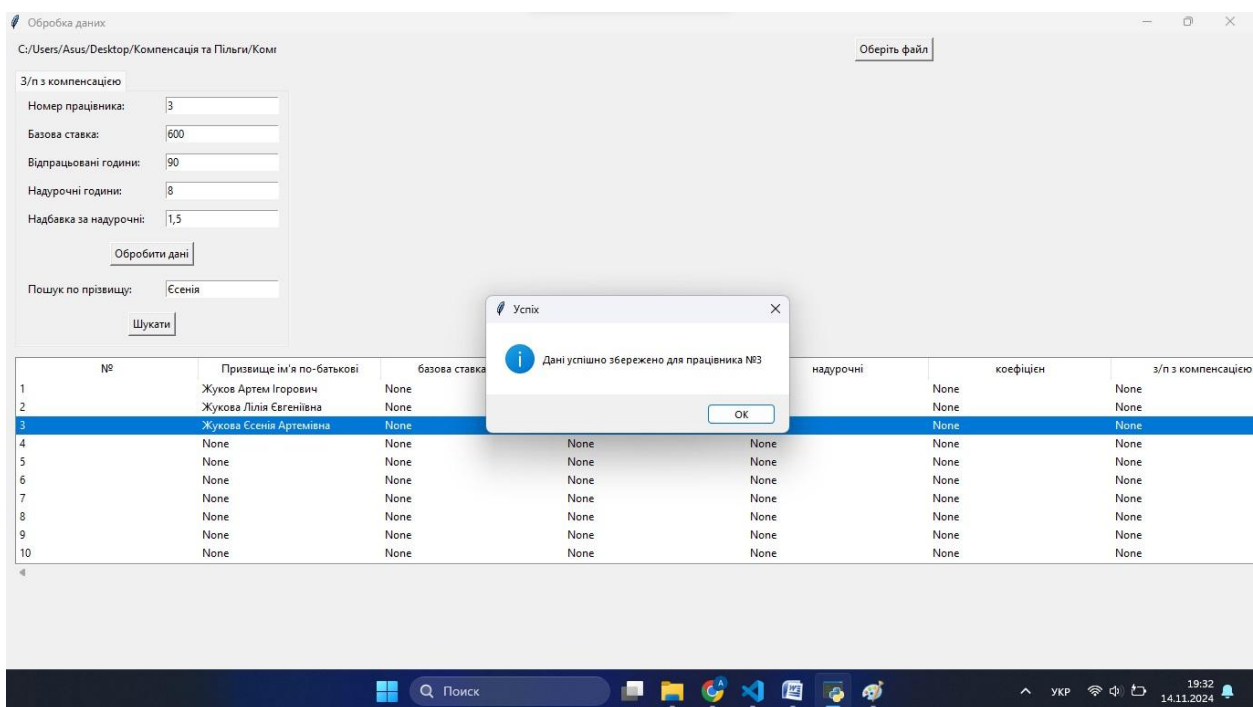 Обробка даних
C:/Users/Asus/Desktop/Компенсація та Пільги/Комп
Оберіть файл
З/п з компенсацією
Номер працівника: 3
Базова ставка: 600
Відпрацьовані години: 90
Надурочні години: 8
Надбавка за надурочні: 1,5
Обробити дані
Пошук по прізвищу: Єсенія
Шукати
Успіх
Дані успішно збережено для працівника №3
ОК
№ Призвище ім'я по-батькові базова ставка надурочні коефіцієн з/п з компенсацією
1 Жуков Артем Ігорович None None None
2 Жукова Лілія Євгеніївна None None None
3 Жукова Єсенія Артемівна None None None
4 None None None None None None
5 None None None None None None
6 None None None None None None
7 None None None None None None
8 None None None None None None
9 None None None None None None
10 None None None None None None
Поиск
УКР
19:32
14.11.2024